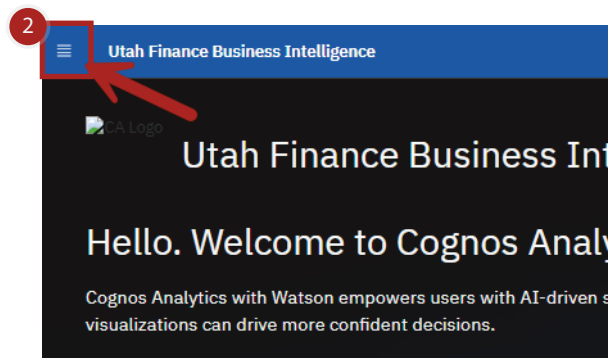 2
Utah Finance Business Intelligence
CA Logo
Utah Finance Business Int
Hello. Welcome to Cognos Analy
Cognos Analytics with Watson empowers users with AI-driven s
visualizations can drive more confident decisions.